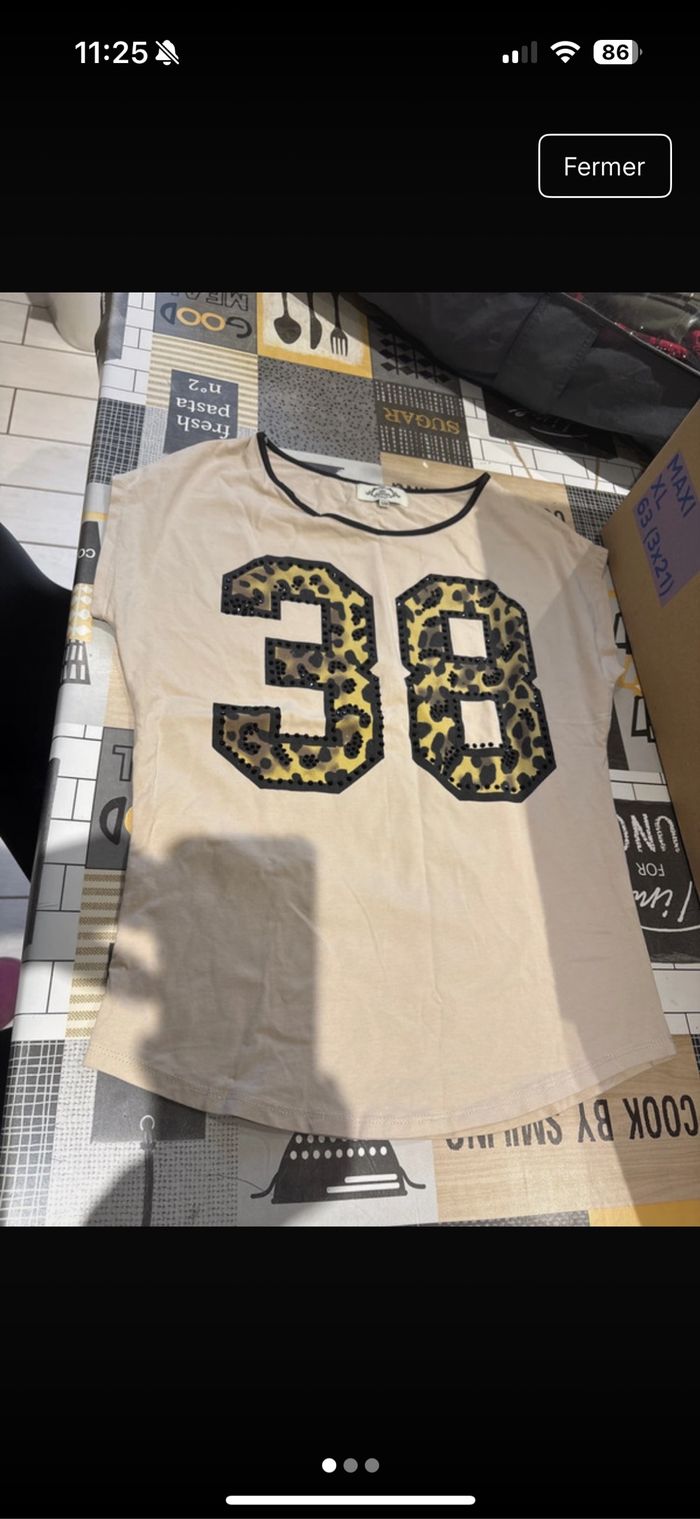 11:25
86
Fermer
GOOD
MEAL
fresh
pasta
n°2
SUGAR
MAXI
XL
63 (3x21)
38
FOR
COOK BY SMILING